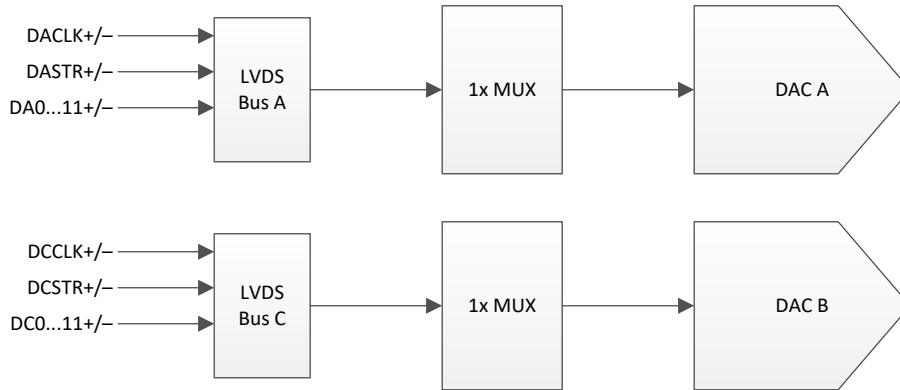 DACLK+/–
DASTR+/–
DA0...11+/–
LVDS
Bus A
1x MUX
DAC A
DCCLK+/–
DCSTR+/–
DC0...11+/–
LVDS
Bus C
1x MUX
DAC B